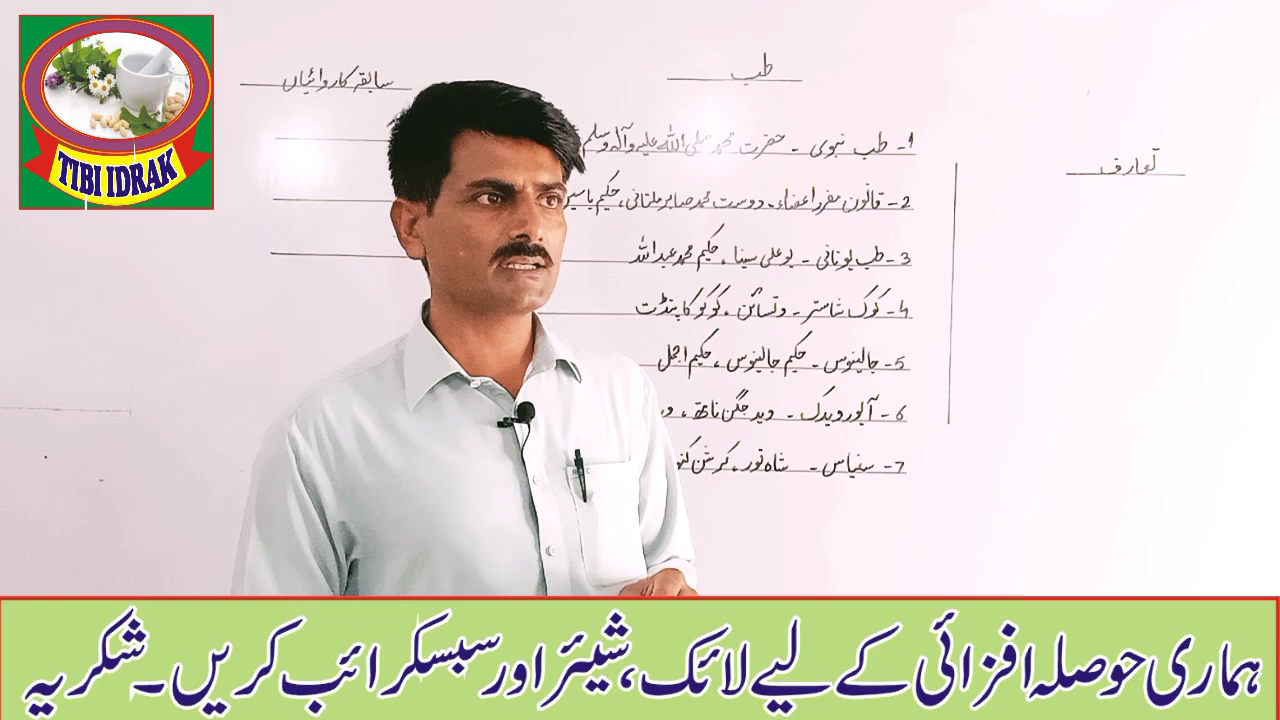 TIBI IDRAK
طب
سابقہ کاروائیاں
تعارف
1- طب نبوی - حضرت محمد صلی اللہ علیہ وآلہ وسلم
2- قانون مفرد اعضاء - دوست محمد صابر ملتانی، حکیم یاسین
3- طب یونانی - بو علی سینا، حکیم محمد عبداللہ
4- کوک شاستر - وتسائن، کوکو کا پنڈت
5- جالینوس - حکیم جالینوس، حکیم اجمل
6- آیورویدک - وید جگن ناتھ،
7- سنیاس - شاہ نور، کرشن
ہماری حوصلہ افزائی کے لیے لائک، شیئر اور سبسکرائب کریں۔ شکریہ